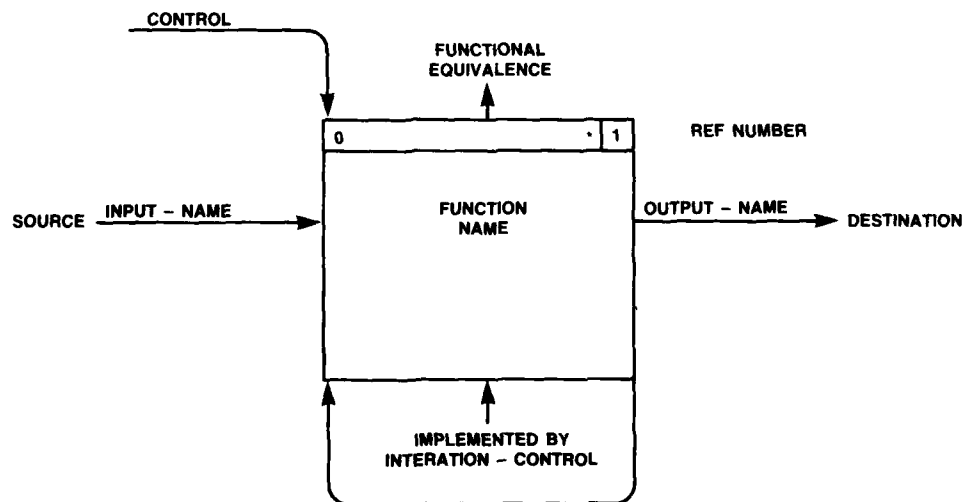 CONTROL
FUNCTIONAL
EQUIVALENCE
0 * 1
REF NUMBER
SOURCE
INPUT – NAME
FUNCTION
NAME
OUTPUT – NAME
DESTINATION
IMPLEMENTED BY
INTERATION – CONTROL